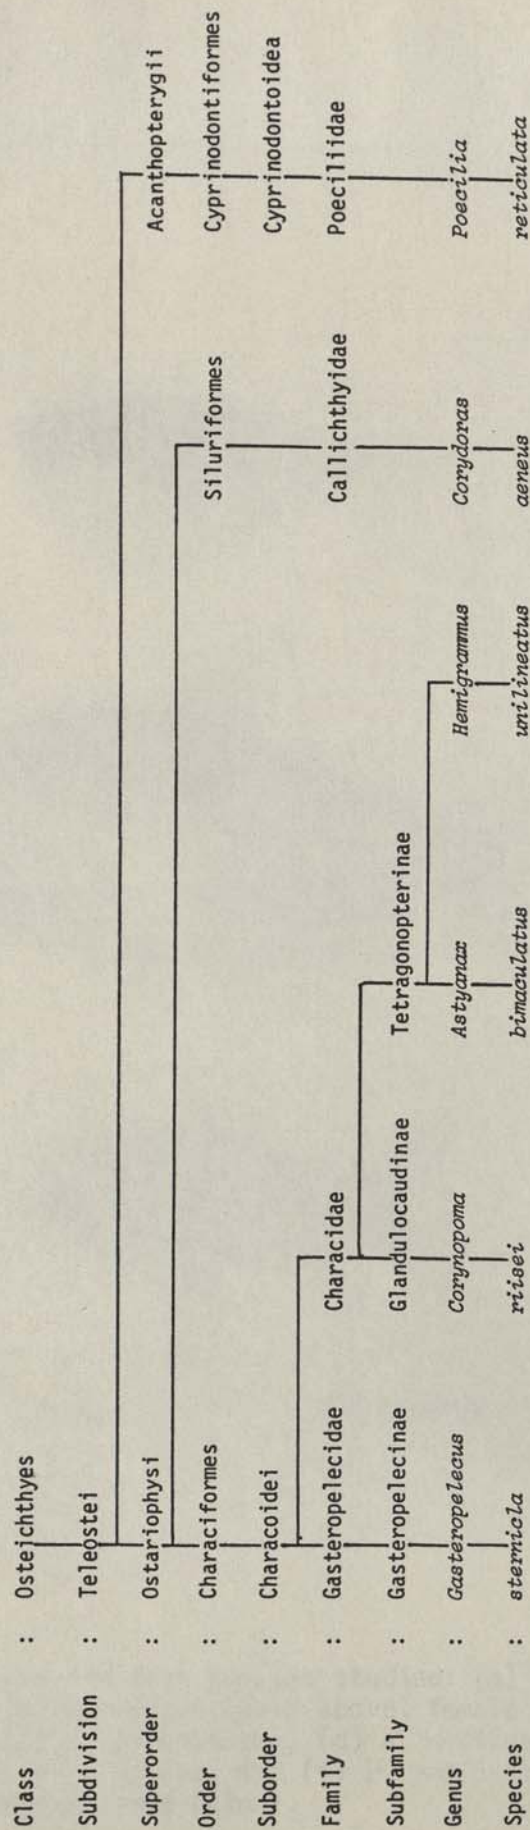 Class : Osteichthyes
Subdivision : Teleostei
Superorder : Ostariophysi Acanthopterygii
Order : Characiformes Siluriformes Cyprinodontiformes
Suborder : Characoidei Cyprinodontoidea
Family : Gasteropelecidae Characidae Callichthyidae Poeciliidae
Subfamily : Gasteropelecinae Glandulocaudinae Tetragonopterinae
Genus : Gasteropelecus Corynopoma Astyanax Hemigrammus Corydoras Poecilia
Species : sternicla riisei bimaculatus unilineatus aeneus reticulata